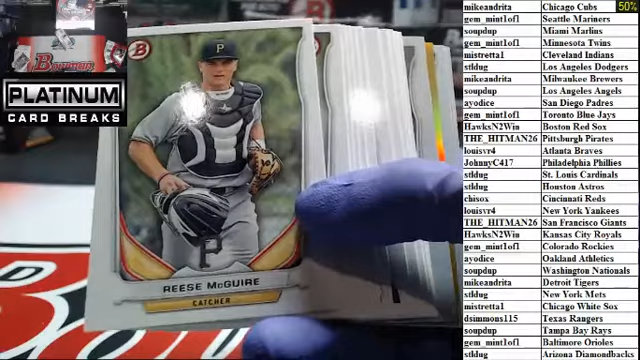 Bowman
PLATINUM
CARD BREAKS
B
P
P
REESE McGUIRE
CATCHER
50%
mikeandrita Chicago Cubs
gem_mint1of1 Seattle Mariners
soupdup Miami Marlins
gem_mint1of1 Minnesota Twins
mistretta1 Cleveland Indians
stldug Los Angeles Dodgers
mikeandrita Milwaukee Brewers
soupdup Los Angeles Angels
ayodice San Diego Padres
gem_mint1of1 Toronto Blue Jays
HawksN2Win Boston Red Sox
THE_HITMAN26 Pittsburgh Pirates
louisvr4 Atlanta Braves
JohnnyC417 Philadelphia Phillies
stldug St. Louis Cardinals
stldug Houston Astros
chisox Cincinnati Reds
louisvr4 New York Yankees
THE_HITMAN26 San Francisco Giants
HawksN2Win Kansas City Royals
gem_mint1of1 Colorado Rockies
ayodice Oakland Athletics
soupdup Washington Nationals
mikeandrita Detroit Tigers
stldug New York Mets
mistretta1 Chicago White Sox
dsimmons115 Texas Rangers
soupdup Tampa Bay Rays
gem_mint1of1 Baltimore Orioles
stldug Arizona Diamondbacks